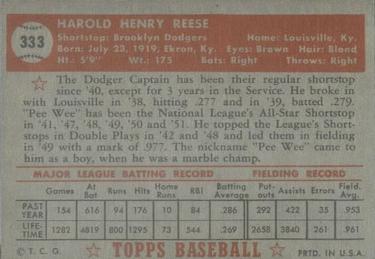 333
HAROLD HENRY REESE
Shortstop: Brooklyn Dodgers Home: Louisville, Ky.
Born: July 23, 1919, Ekron, Ky. Eyes: Brown Hair: Blond
Ht.: 5'9" Wt.: 175 Bats: Right Throws: Right
The Dodger Captain has been their regular shortstop
since '40, except for 3 years in the Service. He broke in
with Louisville in '38, hitting .277 and in '39, batted .279.
"Pee Wee" has been the National League's All-Star Shortstop
in '41, '47, '48, '49, '50 & '51. He topped the League's Short-
stops in Double Plays in '42 and '48 and led them in fielding
in '49 with a mark of .977. The nickname "Pee Wee" came
to him as a boy, when he was marble champ.
MAJOR LEAGUE BATTING RECORD FIELDING RECORD
Games At Bat Runs Hits Home Runs RBI Batting Average Put-outs Assists Errors Field. Avg.
PAST YEAR 154 616 94 176 10 84 .286 292 422 35 .953
LIFE-TIME 1282 4819 871 1300 73 544 .269 2658 3840 261 .961
© T. C. G. TOPPS BASEBALL PRTD. IN U.S.A.